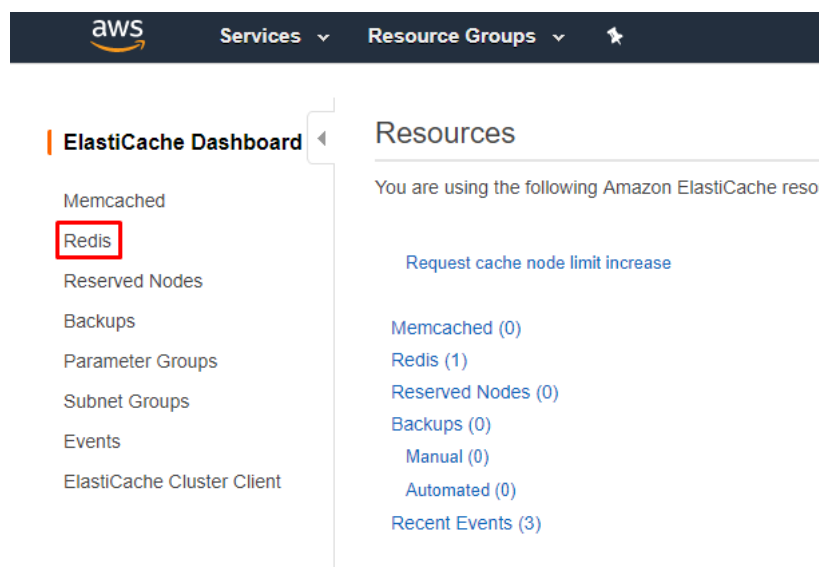 aws Services Resource Groups
ElastiCache Dashboard
Memcached
Redis
Reserved Nodes
Backups
Parameter Groups
Subnet Groups
Events
ElastiCache Cluster Client
Resources
You are using the following Amazon ElastiCache reso
Request cache node limit increase
Memcached (0)
Redis (1)
Reserved Nodes (0)
Backups (0)
Manual (0)
Automated (0)
Recent Events (3)